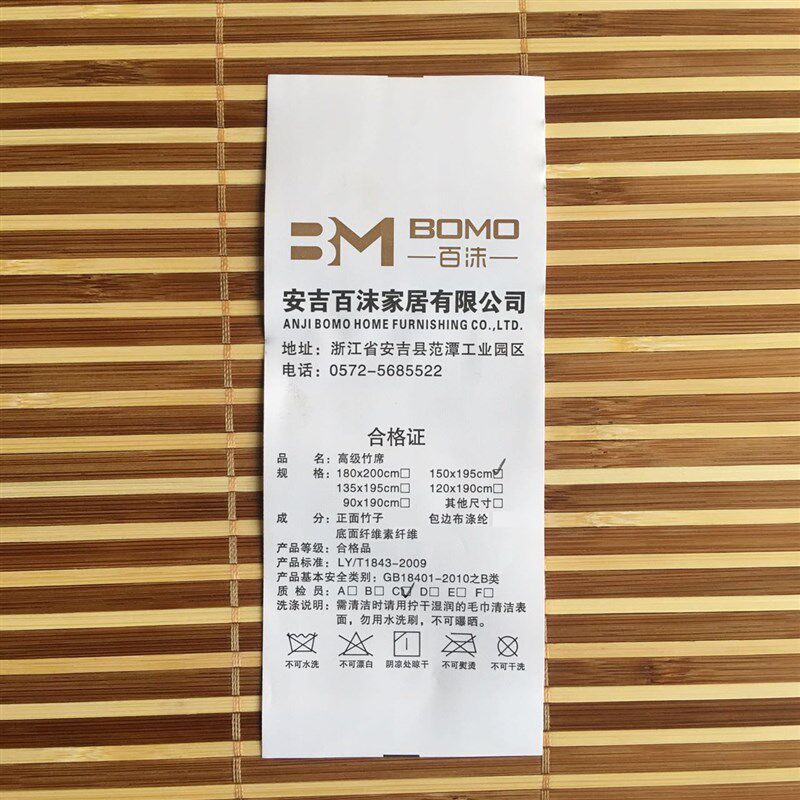 BM BOMO
百沫
安吉百沫家居有限公司
ANJI BOMO HOME FURNISHING CO.,LTD.
地址：浙江省安吉县范潭工业园区
电话：0572-5685522
合格证
品 名：高级竹席
规 格：180x200cm□ 150x195cm☑
135x195cm□ 120x190cm□
90x190cm□ 其他尺寸□
成 分：正面竹子 包边布涤纶
底面纤维素纤维
产品等级：合格品
产品标准：LY/T1843-2009
产品基本安全类别：GB18401-2010之B类
质 检 员：A□ B□ C☑ D□ E□ F□
洗涤说明：需清洁时请用拧干湿润的毛巾清洁表
面，勿用水洗刷，不可曝晒。
不可水洗 不可漂白 阴凉处晾干 不可熨烫 不可干洗